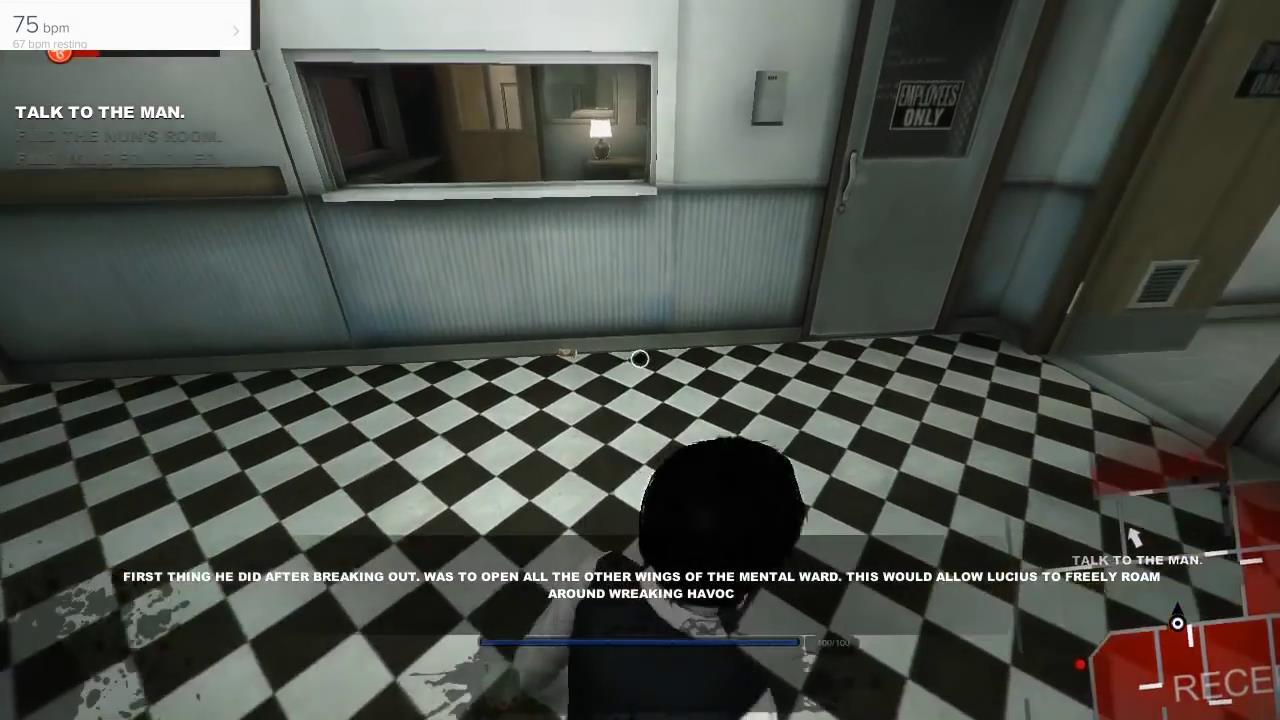 75 bpm
67 bpm resting
TALK TO THE MAN.
FIND THE NUN'S ROOM.
EMPLOYEES
ONLY
TALK TO THE MAN.
FIRST THING HE DID AFTER BREAKING OUT. WAS TO OPEN ALL THE OTHER WINGS OF THE MENTAL WARD. THIS WOULD ALLOW LUCIUS TO FREELY ROAM
AROUND WREAKING HAVOC
100/100
RECE